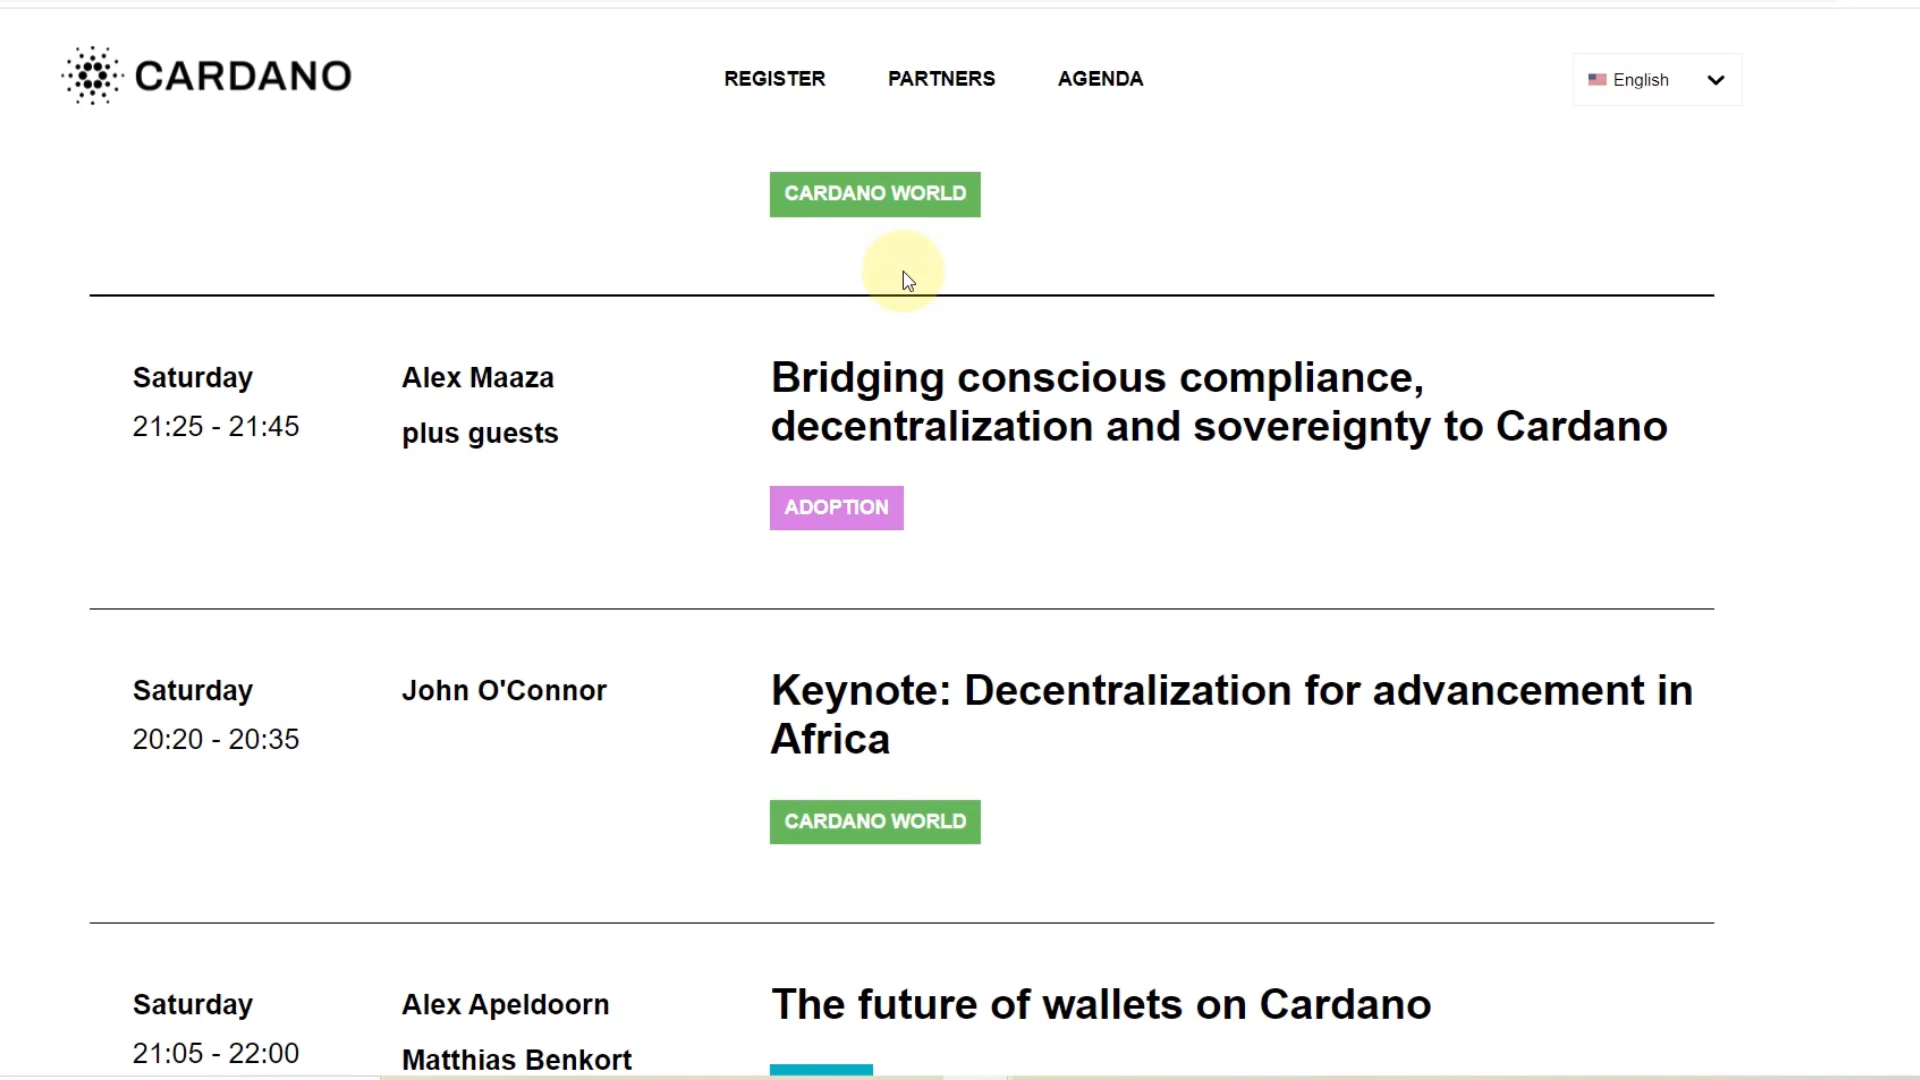 CARDANO
REGISTER
PARTNERS
AGENDA
English
CARDANO WORLD
Saturday
21:25 - 21:45
Alex Maaza
plus guests
Bridging conscious compliance,
decentralization and sovereignty to Cardano
ADOPTION
Saturday
20:20 - 20:35
John O'Connor
Keynote: Decentralization for advancement in
Africa
CARDANO WORLD
Saturday
21:05 - 22:00
Alex Apeldoorn
Matthias Benkort
The future of wallets on Cardano